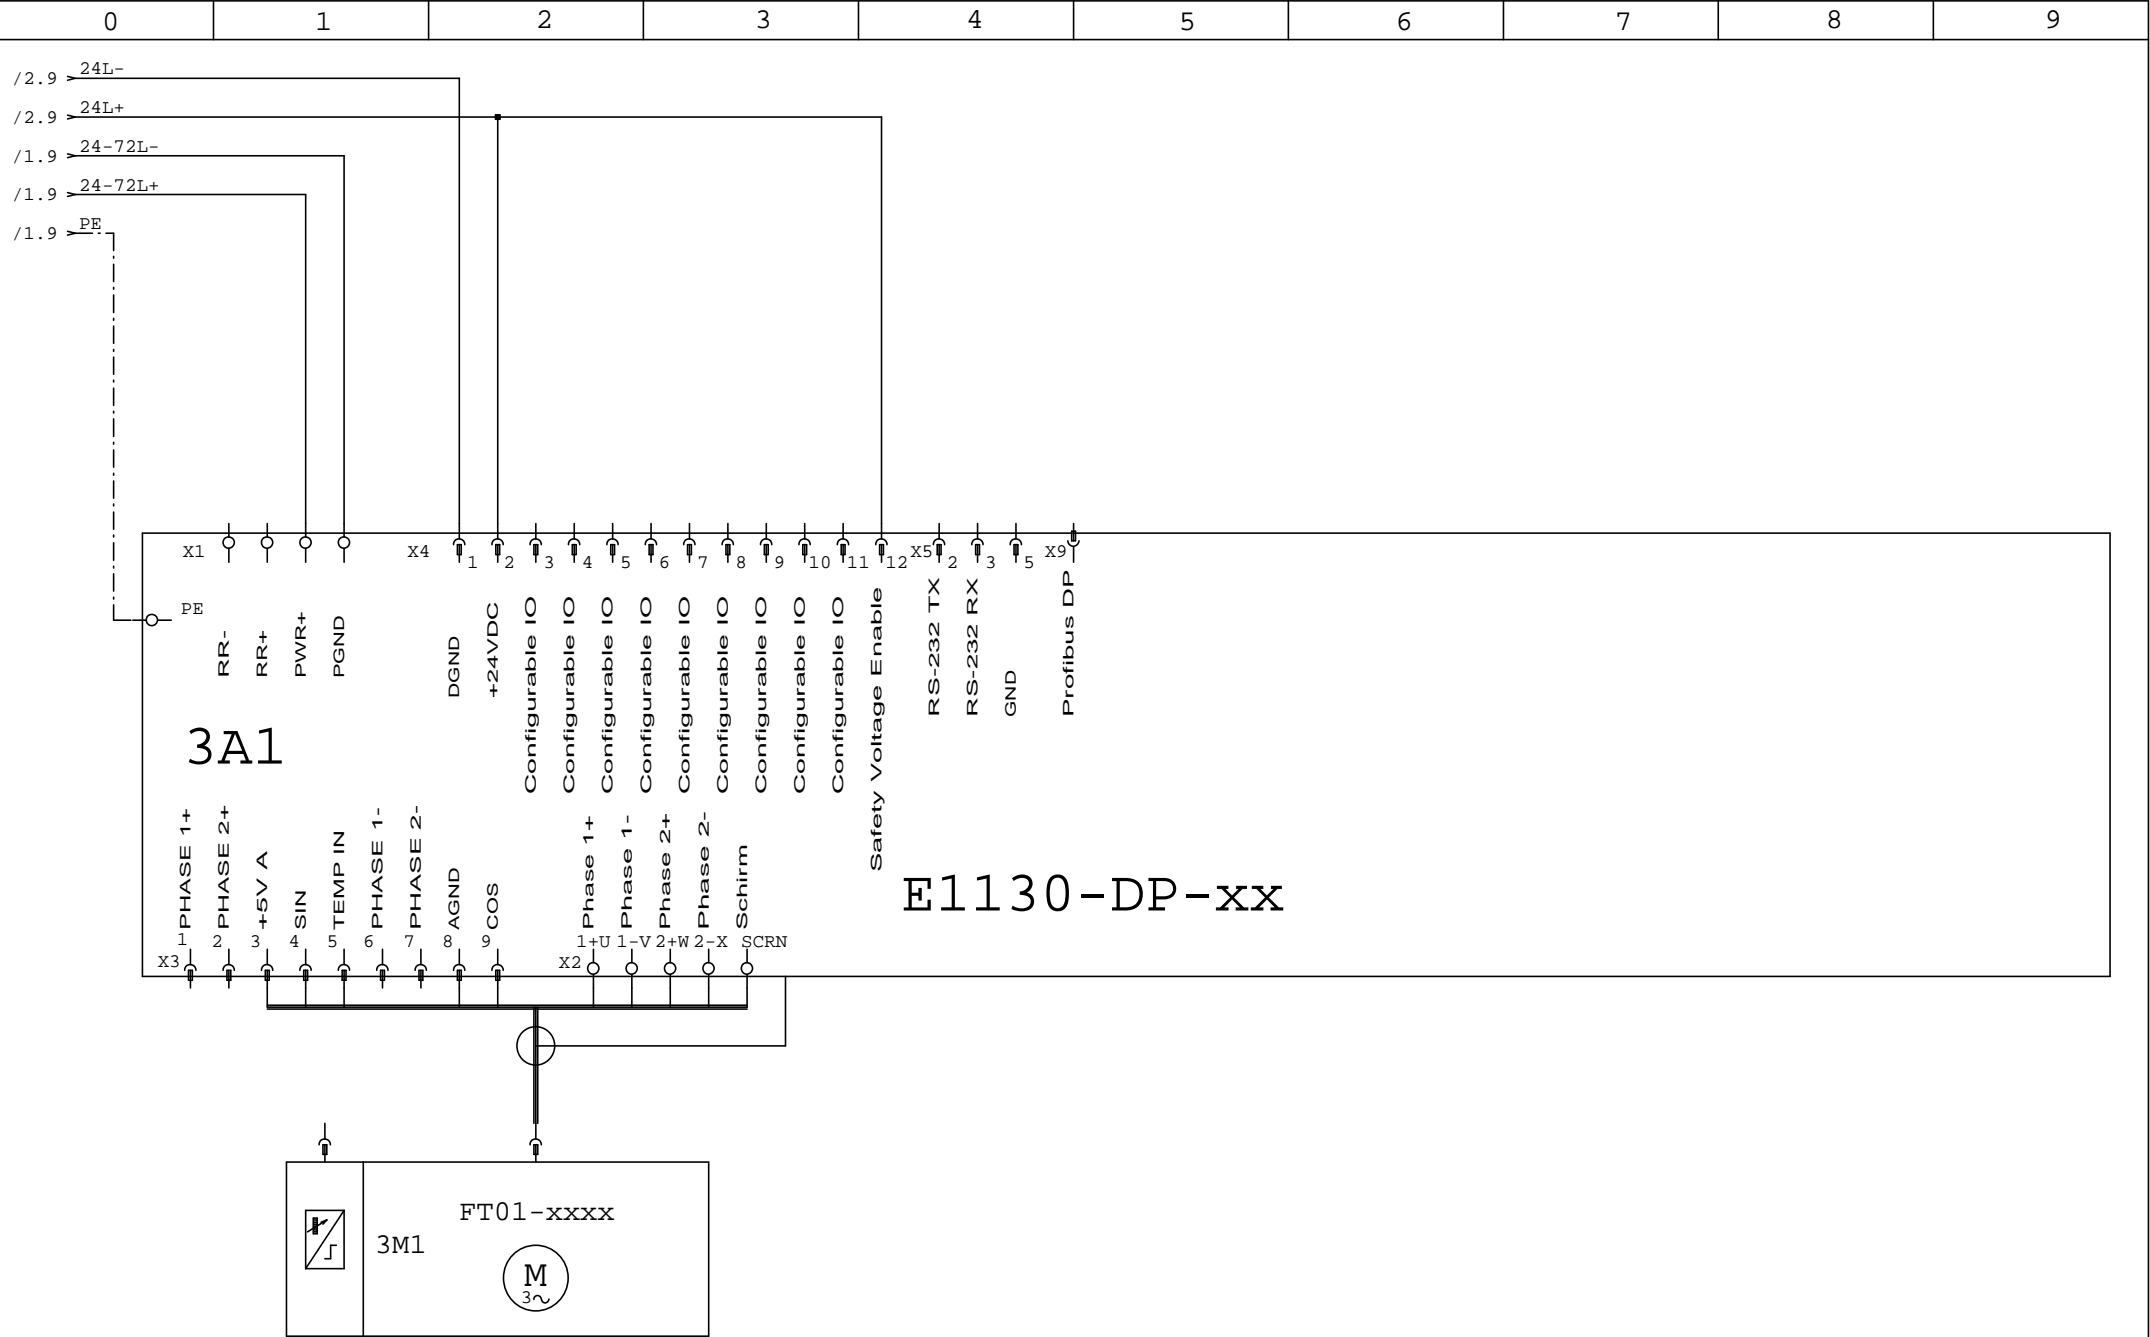 0 1 2 3 4 5 6 7 8 9
/2.9 24L-
/2.9 24L+
/1.9 24-72L-
/1.9 24-72L+
/1.9 PE
X1 X4 1 2 3 4 5 6 7 8 9 10 11 12 X5 2 3 5 X9
PE
RR-
RR+
PWR+
PGND
DGND
+24VDC
Configurable IO
Configurable IO
Configurable IO
Configurable IO
Configurable IO
Configurable IO
Configurable IO
Configurable IO
Configurable IO
Safety Voltage Enable
RS-232 TX
RS-232 RX
GND
Profibus DP
3A1
E1130-DP-xx
PHASE 1+
PHASE 2+
+5V A
SIN
TEMP IN
PHASE 1-
PHASE 2-
AGND
COS
Phase 1+
Phase 1-
Phase 2+
Phase 2-
Schirm
1 2 3 4 5 6 7 8 9 1+U 1-V 2+W 2-X SCRN
X3 X2
FT01-xxxx
3M1
M
3~